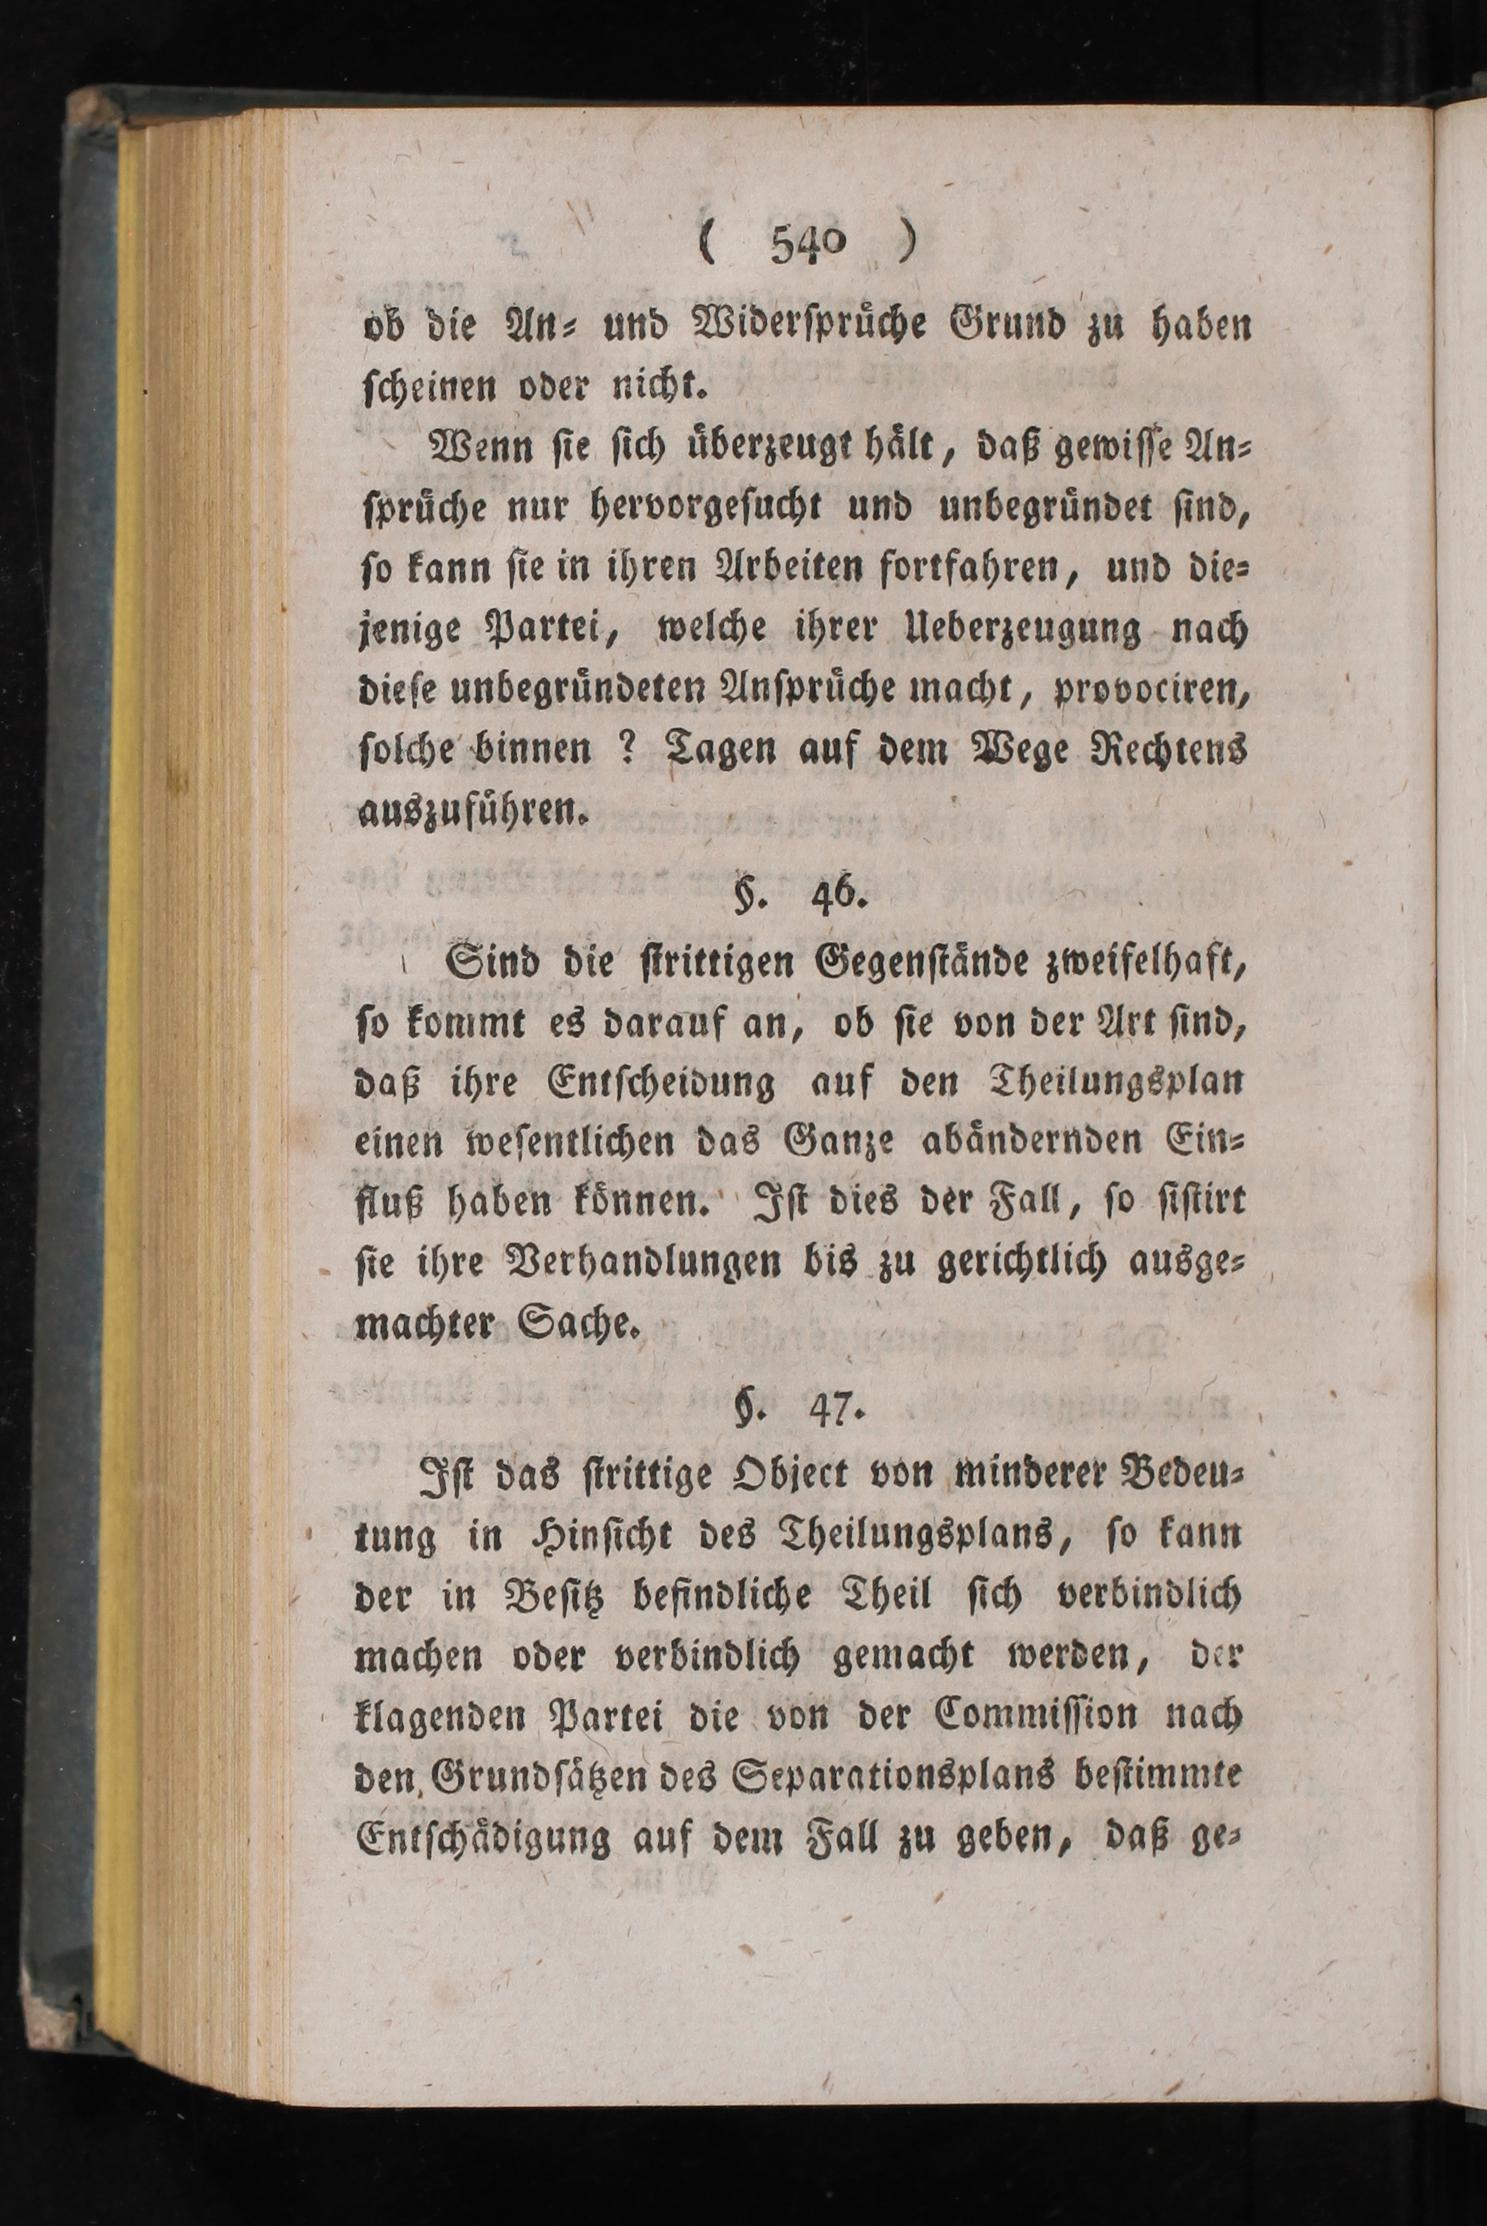 ( 540 )
ob die An- und Widersprüche Grund zu haben
scheinen oder nicht.
Wenn sie sich überzeugt hält, daß gewisse An-
sprüche nur hervorgesucht und unbegründet sind,
so kann sie in ihren Arbeiten fortfahren, und die-
jenige Partei, welche ihrer Ueberzeugung nach
diese unbegründeten Ansprüche macht, provociren,
solche binnen ? Tagen auf dem Wege Rechtens
auszuführen.
§. 46.
Sind die strittigen Gegenstände zweifelhaft,
so kommt es darauf an, ob sie von der Art sind,
daß ihre Entscheidung auf den Theilungsplan
einen wesentlichen das Ganze abändernden Ein-
fluß haben können. Ist dies der Fall, so sistirt
sie ihre Verhandlungen bis zu gerichtlich ausge-
machter Sache.
§. 47.
Ist das strittige Object von minderer Bedeu-
tung in Hinsicht des Theilungsplans, so kann
der in Besitz befindliche Theil sich verbindlich
machen oder verbindlich gemacht werden, der
klagenden Partei die von der Commission nach
den Grundsätzen des Separationsplans bestimmte
Entschädigung auf dem Fall zu geben, daß ge-